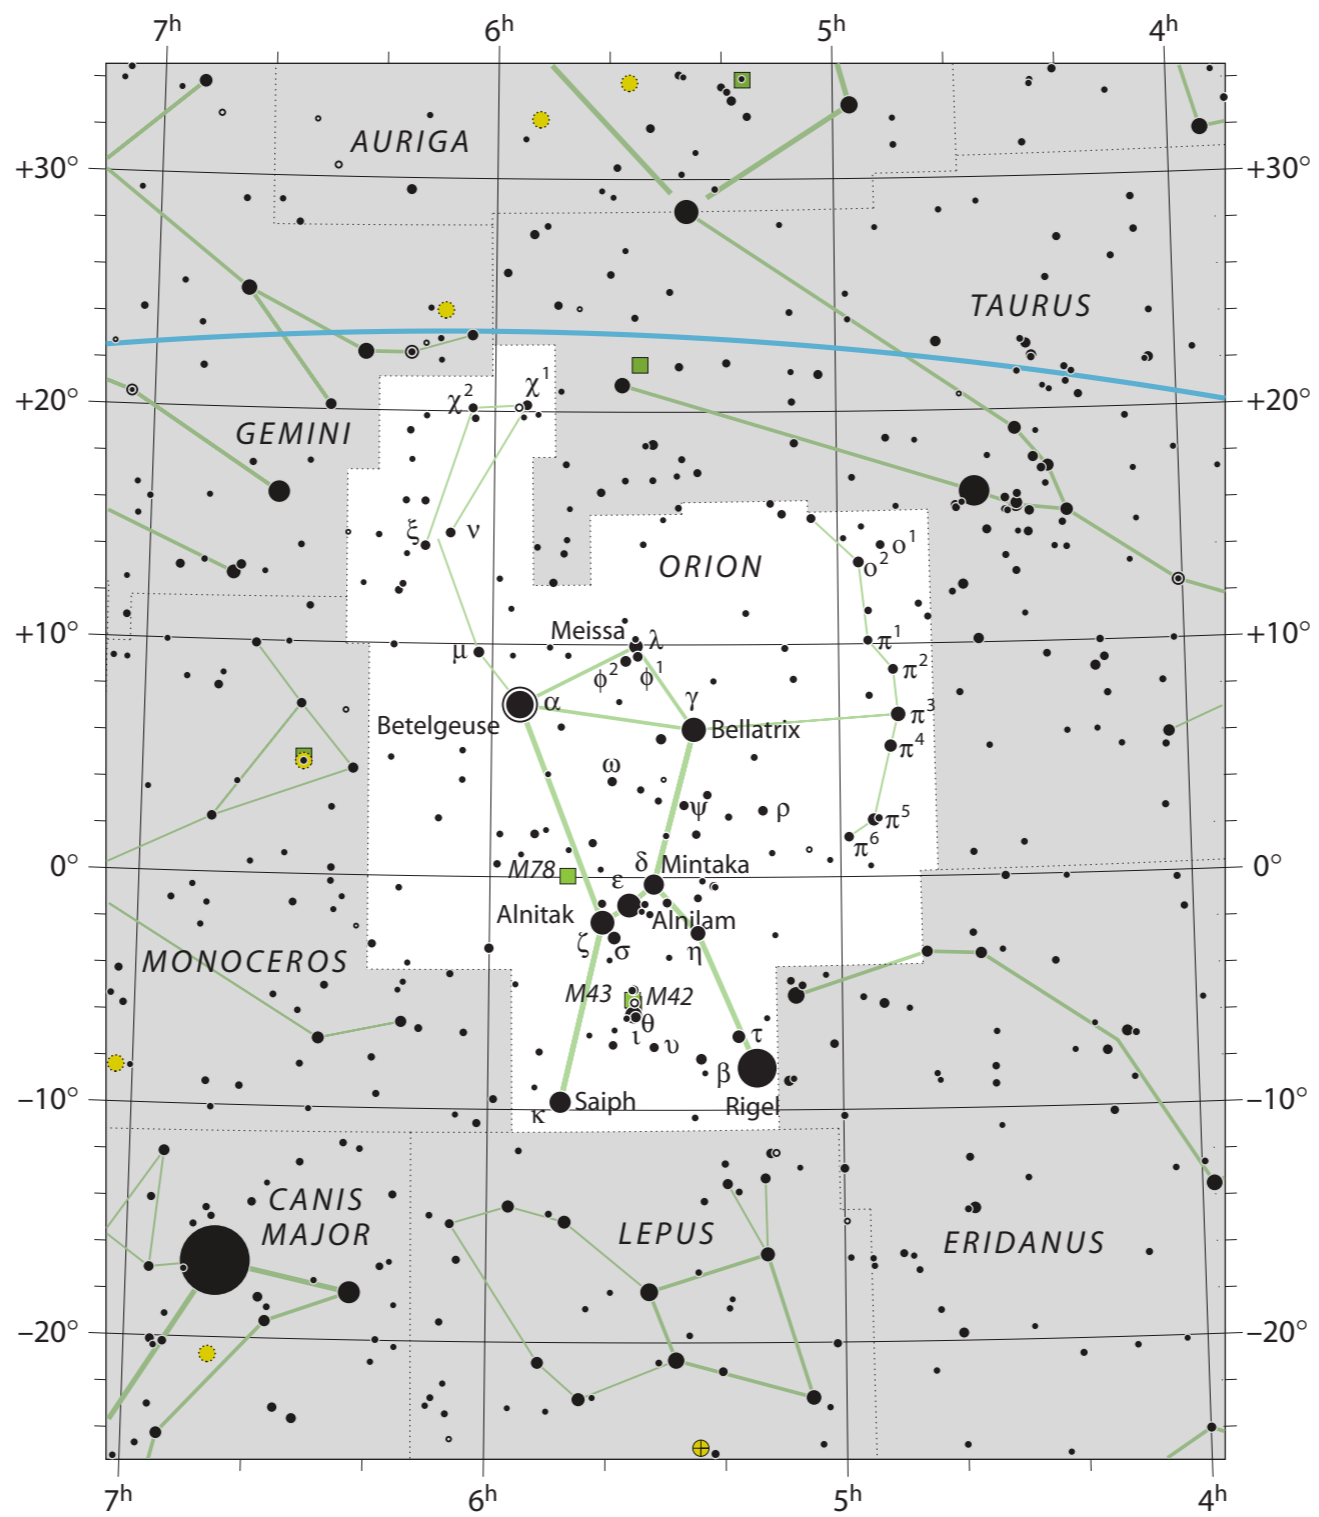 7h 6h 5h 4h
AURIGA
+30° +30°
TAURUS
χ2 χ1
+20° +20°
GEMINI
ξ ν
ο1
ORION
ο2
+10° Meissa λ π1 +10°
μ
ϕ2 ϕ1 π2
α γ
π3
Betelgeuse Bellatrix
π4
ω
ψ ρ π5
π6
0° M78 δ Mintaka 0°
ε
Alnitak Alnilam
ζ σ η
MONOCEROS
M43 M42
θ
ι υ τ
β
−10° κ Saiph Rigel −10°
CANIS
MAJOR LEPUS ERIDANUS
−20° −20°
7h 6h 5h 4h